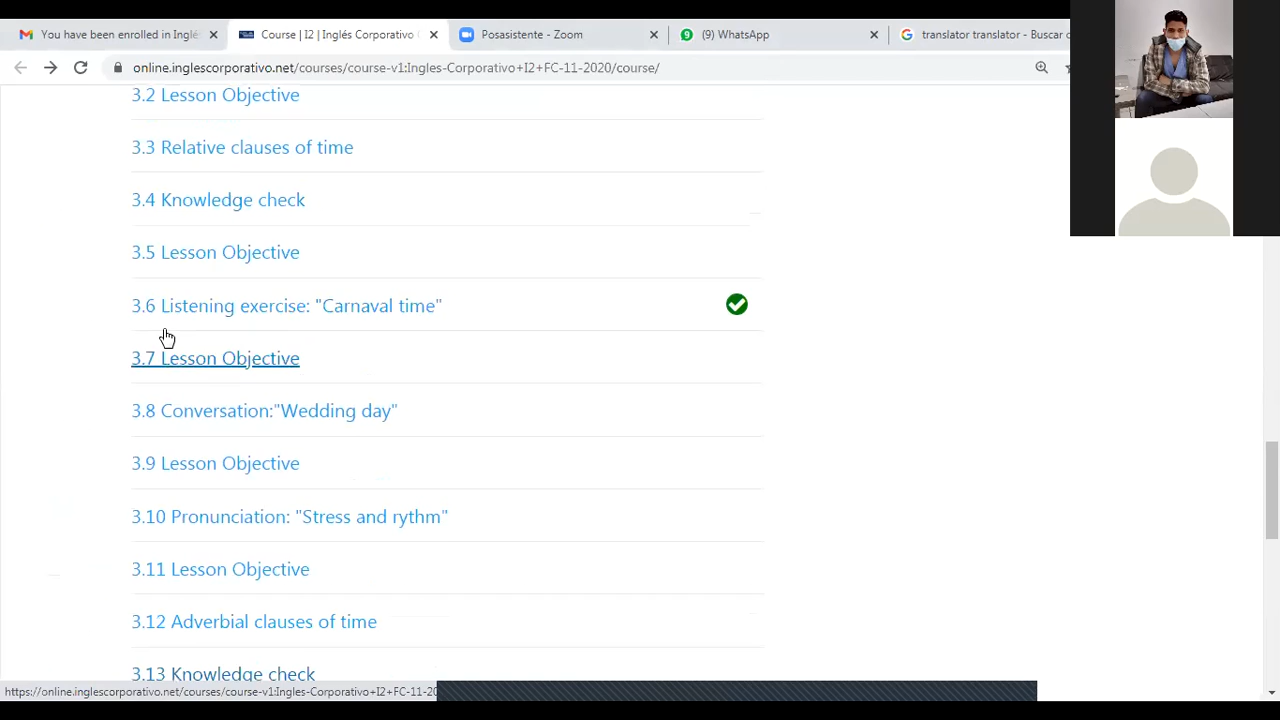 You have been enrolled in Inglé
Course | I2 | Inglés Corporativo
Posasistente - Zoom
(9) WhatsApp
translator translator - Buscar c
online.inglescorporativo.net/courses/course-v1:Ingles-Corporativo+I2+FC-11-2020/course/
3.2 Lesson Objective
3.3 Relative clauses of time
3.4 Knowledge check
3.5 Lesson Objective
3.6 Listening exercise: "Carnaval time"
3.7 Lesson Objective
3.8 Conversation:"Wedding day"
3.9 Lesson Objective
3.10 Pronunciation: "Stress and rythm"
3.11 Lesson Objective
3.12 Adverbial clauses of time
3.13 Knowledge check
https://online.inglescorporativo.net/courses/course-v1:Ingles-Corporativo+I2+FC-11-20